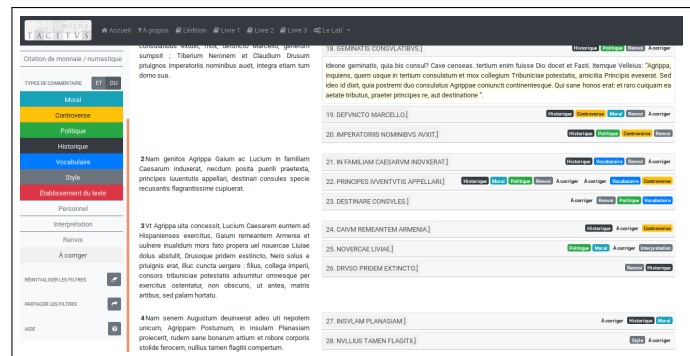 online
TACITVS
Accueil ? À propos L'édition Livre 1 Livre 2 Livre 3 Le Lab'
Citation de monnaie / numastique
TYPES DE COMMENTAIRE ET OU
Moral
Controverse
Politique
Historique
Vocabulaire
Style
Établissement du texte
Personnel
Interprétation
Renvoi
À corriger
RÉINITIALISER LES FILTRES
PARTAGER LES FILTRES
AIDE
consulatibus extulit, mox, defuncto Marcello, generum
sumpsit ; Tiberium Neronem et Claudium Drusum
priuignos imperatoriis nominibus auxit, integra etiam tum
domo sua.
2 Nam genitos Agrippa Gaium ac Lucium in familiam
Caesarum induxerat, necdum posita puerili praetexta,
principes iuuentutis appellari, destinari consules specie
recusantis flagrantissime cupiuerat.
3 Vt Agrippa uita concessit, Lucium Caesarem euntem ad
Hispanienses exercitus, Gaium remeantem Armenia et
uulnere inualidum mors fato propera uel nouercae Liuiae
dolus abstulit, Drusoque pridem exstincto, Nero solus e
priuignis erat, illuc cuncta uergere : filius, collega imperii,
consors tribuniciae potestatis adsumitur omnesque per
exercitus ostentatur, non obscuris, ut antea, matris
artibus, sed palam hortatu.
4 Nam senem Augustum deuinxerat adeo uti nepotem
unicum, Agrippam Postumum, in insulam Planasiam
proiecerit, rudem sane bonarum artium et robore corporis
stolide ferocem, nullius tamen flagitii compertum.
18. GEMINATIS CONSVLATIBVS.] Historique Politique Renvoi À corriger
Ideone geminatis, quia bis consul? Cave censeas. tertium enim fuisse Dio docet et Fasti. itemque Velleius: "Agrippa,
inquiens, quem usque in tertium consulatum et mox collegium Tribuniciae potestatis, amicitia Principis evexerat. Sed
ideo id dixit, quia postremi duo consulatus Agrippae coniuncti continentesque. Qui sane honos erat: et raro cuiquam ea
aetate tributus, praeter principes re, aut destinatione ".
19. DEFVNCTO MARCELLO.] Historique Controverse Moral Renvoi À corriger
20. IMPERATORIIS NOMINIBVS AVXIT.] Historique Politique Controverse Renvoi
21. IN FAMILIAM CAESARVM INDVXERAT.] Historique Vocabulaire Renvoi À corriger
22. PRINCIPES IVVENTVTIS APPELLARI.] Historique Moral Politique Renvoi À corriger À corriger Vocabulaire Controverse
23. DESTINARE CONSVLES.] À corriger Renvoi Politique Vocabulaire
24. CAIVM REMEANTEM ARMENIA.] Historique À corriger Controverse
25. NOVERCAE LIVIAE.] Politique Moral À corriger Interprétation
26. DRVSO PRIDEM EXTINCTO.] Renvoi Historique
27. INSVLAM PLANASIAM.] À corriger Historique Moral
28. NVLLIUS TAMEN FLAGITII.] Style À corriger